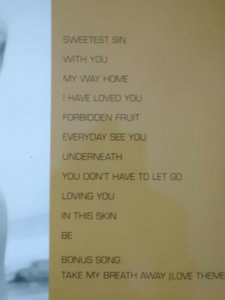 SWEETEST SIN
WITH YOU
MY WAY HOME
I HAVE LOVED YOU
FORBIDDEN FRUIT
EVERYDAY SEE YOU
UNDERNEATH
YOU DON'T HAVE TO LET GO
LOVING YOU
IN THIS SKIN
BE
BONUS SONG:
TAKE MY BREATH AWAY (LOVE THEME